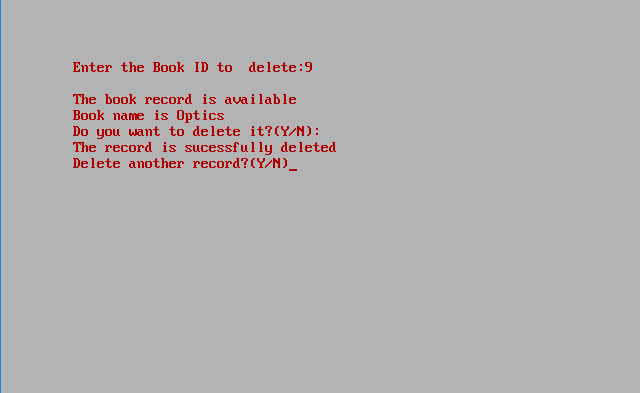 Enter the Book ID to  delete:9
The book record is available
Book name is Optics
Do you want to delete it?(Y/N):
The record is sucessfully deleted
Delete another record?(Y/N)_